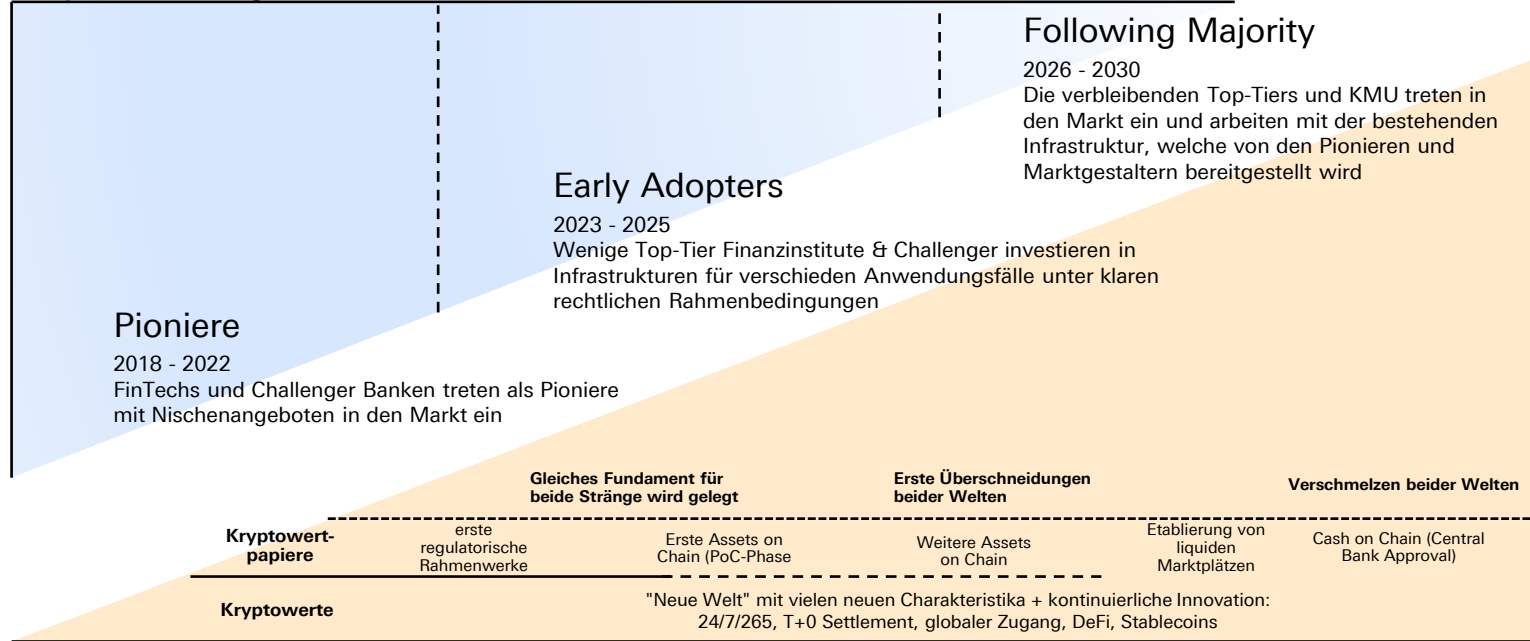 Following Majority
2026 - 2030
Die verbleibenden Top-Tiers und KMU treten in
den Markt ein und arbeiten mit der bestehenden
Infrastruktur, welche von den Pionieren und
Marktgestaltern bereitgestellt wird
Early Adopters
2023 - 2025
Wenige Top-Tier Finanzinstitute & Challenger investieren in
Infrastrukturen für verschieden Anwendungsfälle unter klaren
rechtlichen Rahmenbedingungen
Pioniere
2018 - 2022
FinTechs und Challenger Banken treten als Pioniere
mit Nischenangeboten in den Markt ein
Gleiches Fundament für
beide Stränge wird gelegt
Erste Überschneidungen
beider Welten
Verschmelzen beider Welten
Kryptowert-
papiere
erste
regulatorische
Rahmenwerke
Erste Assets on
Chain (PoC-Phase
Weitere Assets
on Chain
Etablierung von
liquiden
Marktplätzen
Cash on Chain (Central
Bank Approval)
Kryptowerte
"Neue Welt" mit vielen neuen Charakteristika + kontinuierliche Innovation:
24/7/265, T+0 Settlement, globaler Zugang, DeFi, Stablecoins